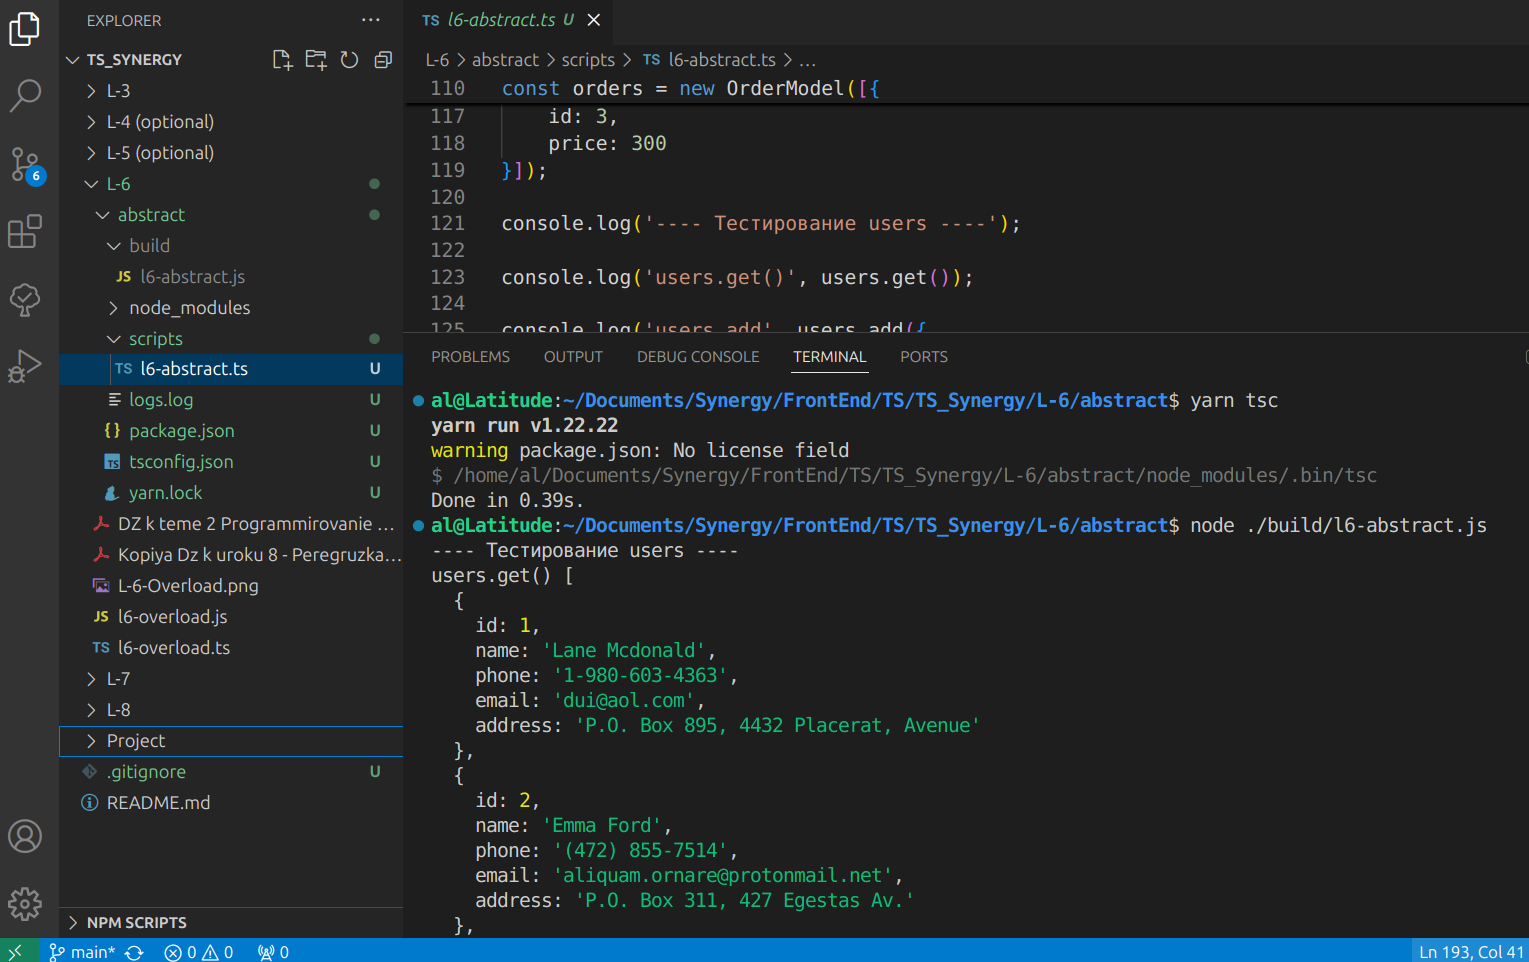 EXPLORER
TS_SYNERGY
L-3
L-4 (optional)
L-5 (optional)
L-6
abstract
build
JS l6-abstract.js
node_modules
scripts
TS l6-abstract.ts U
logs.log U
{} package.json U
TS tsconfig.json U
yarn.lock U
DZ k teme 2 Programmirovanie ...
Kopiya Dz k uroku 8 - Peregruzka...
L-6-Overload.png
JS l6-overload.js
TS l6-overload.ts
L-7
L-8
Project
.gitignore U
README.md
NPM SCRIPTS
6
TS l6-abstract.ts U
L-6 > abstract > scripts > TS l6-abstract.ts > ...
110 const orders = new OrderModel([{
117 id: 3,
118 price: 300
119 }]);
120
121 console.log('---- Тестирование users ----');
122
123 console.log('users.get()', users.get());
124
125 console.log('users.add', users.add({
PROBLEMS OUTPUT DEBUG CONSOLE TERMINAL PORTS
al@Latitude:~/Documents/Synergy/FrontEnd/TS/TS_Synergy/L-6/abstract$ yarn tsc
yarn run v1.22.22
warning package.json: No license field
$ /home/al/Documents/Synergy/FrontEnd/TS/TS_Synergy/L-6/abstract/node_modules/.bin/tsc
Done in 0.39s.
al@Latitude:~/Documents/Synergy/FrontEnd/TS/TS_Synergy/L-6/abstract$ node ./build/l6-abstract.js
---- Тестирование users ----
users.get() [
{
id: 1,
name: 'Lane Mcdonald',
phone: '1-980-603-4363',
email: 'dui@aol.com',
address: 'P.O. Box 895, 4432 Placerat, Avenue'
},
{
id: 2,
name: 'Emma Ford',
phone: '(472) 855-7514',
email: 'aliquam.ornare@protonmail.net',
address: 'P.O. Box 311, 427 Egestas Av.'
},
main* 0 0 0 Ln 193, Col 41